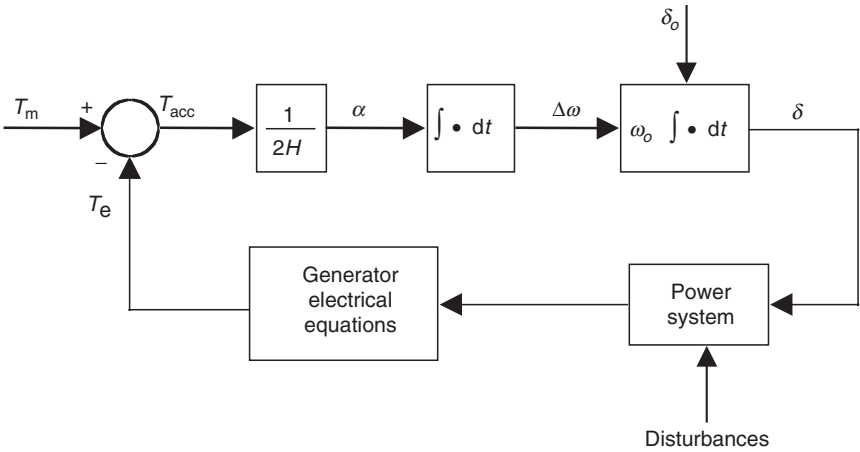 δo
Tm
+
Tacc
1
2H
α
∫ • dt
Δω
ωo ∫ • dt
δ
−
Te
Generator
electrical
equations
Power
system
Disturbances